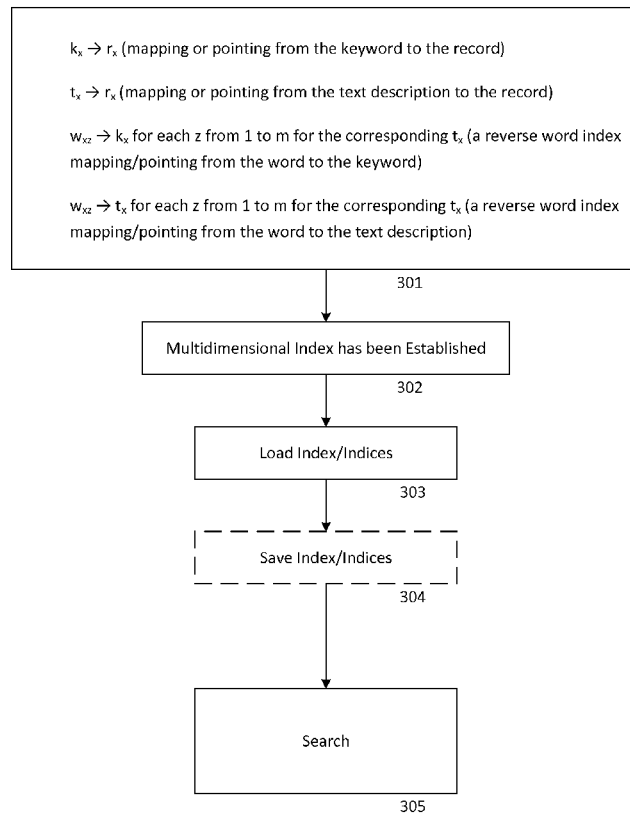 kₓ → rₓ (mapping or pointing from the keyword to the record)
tₓ → rₓ (mapping or pointing from the text description to the record)
wₓz → kₓ for each z from 1 to m for the corresponding tₓ (a reverse word index
mapping/pointing from the word to the keyword)
wₓz → tₓ for each z from 1 to m for the corresponding tₓ (a reverse word index
mapping/pointing from the word to the text description)
301
Multidimensional Index has been Established
302
Load Index/Indices
303
Save Index/Indices
304
Search
305